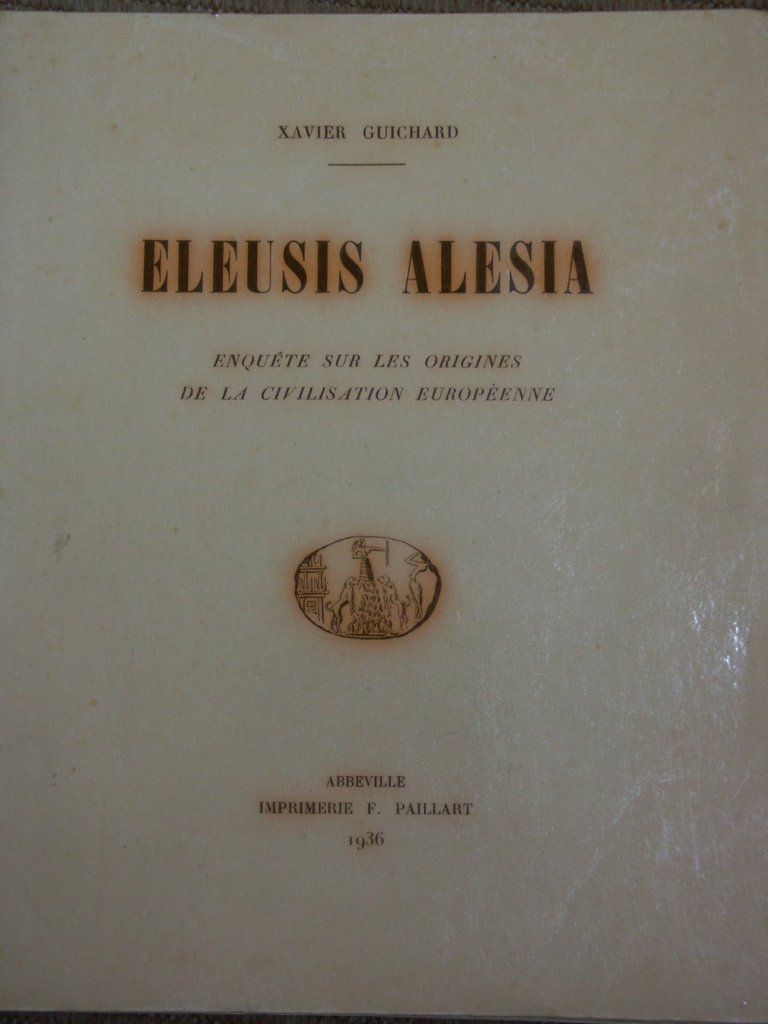 XAVIER GUICHARD
ELEUSIS ALESIA
ENQUÊTE SUR LES ORIGINES
DE LA CIVILISATION EUROPÉENNE
ABBEVILLE
IMPRIMERIE F. PAILLART
1936